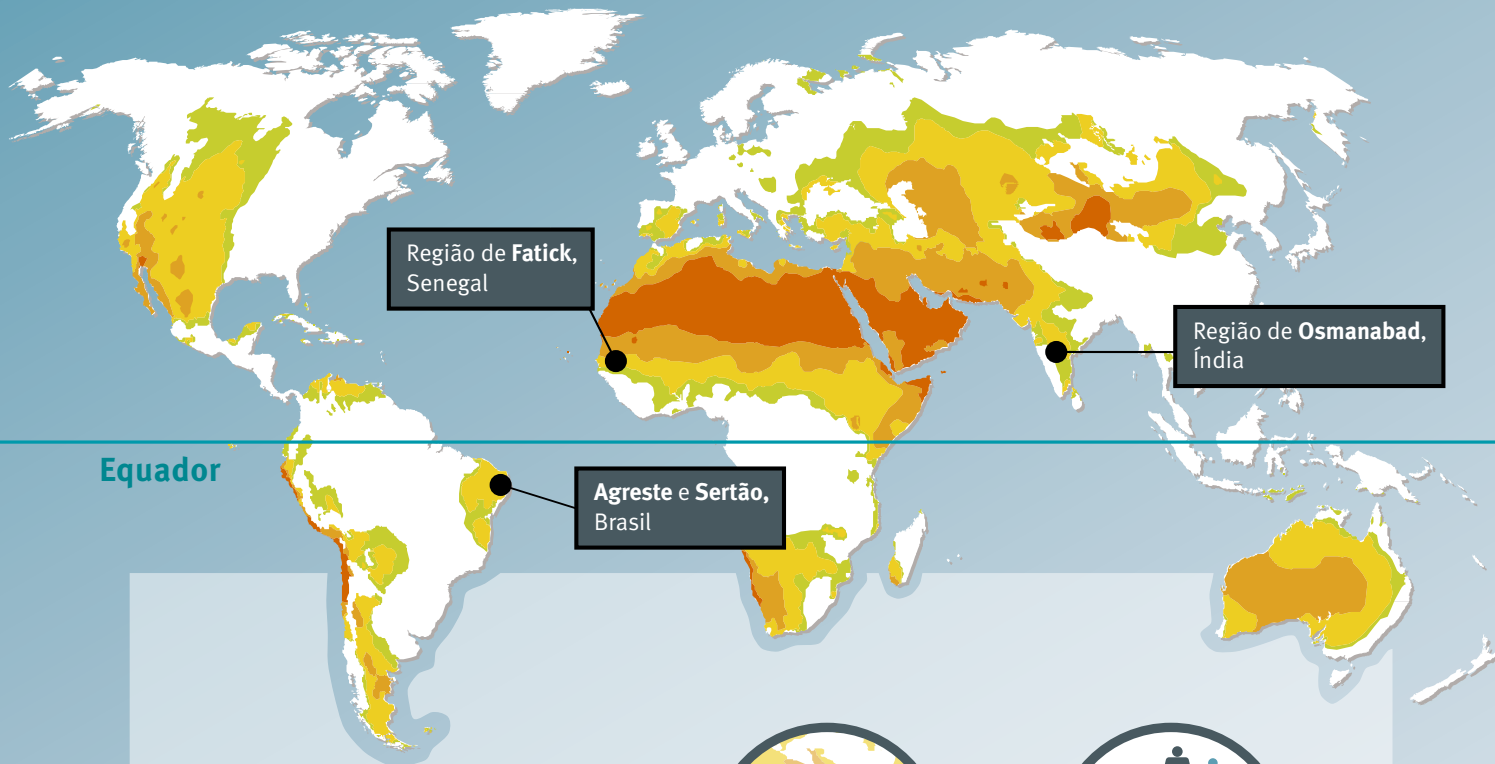 Região de Fatick,
Senegal
Região de Osmanabad,
Índia
Equador
Agreste e Sertão,
Brasil